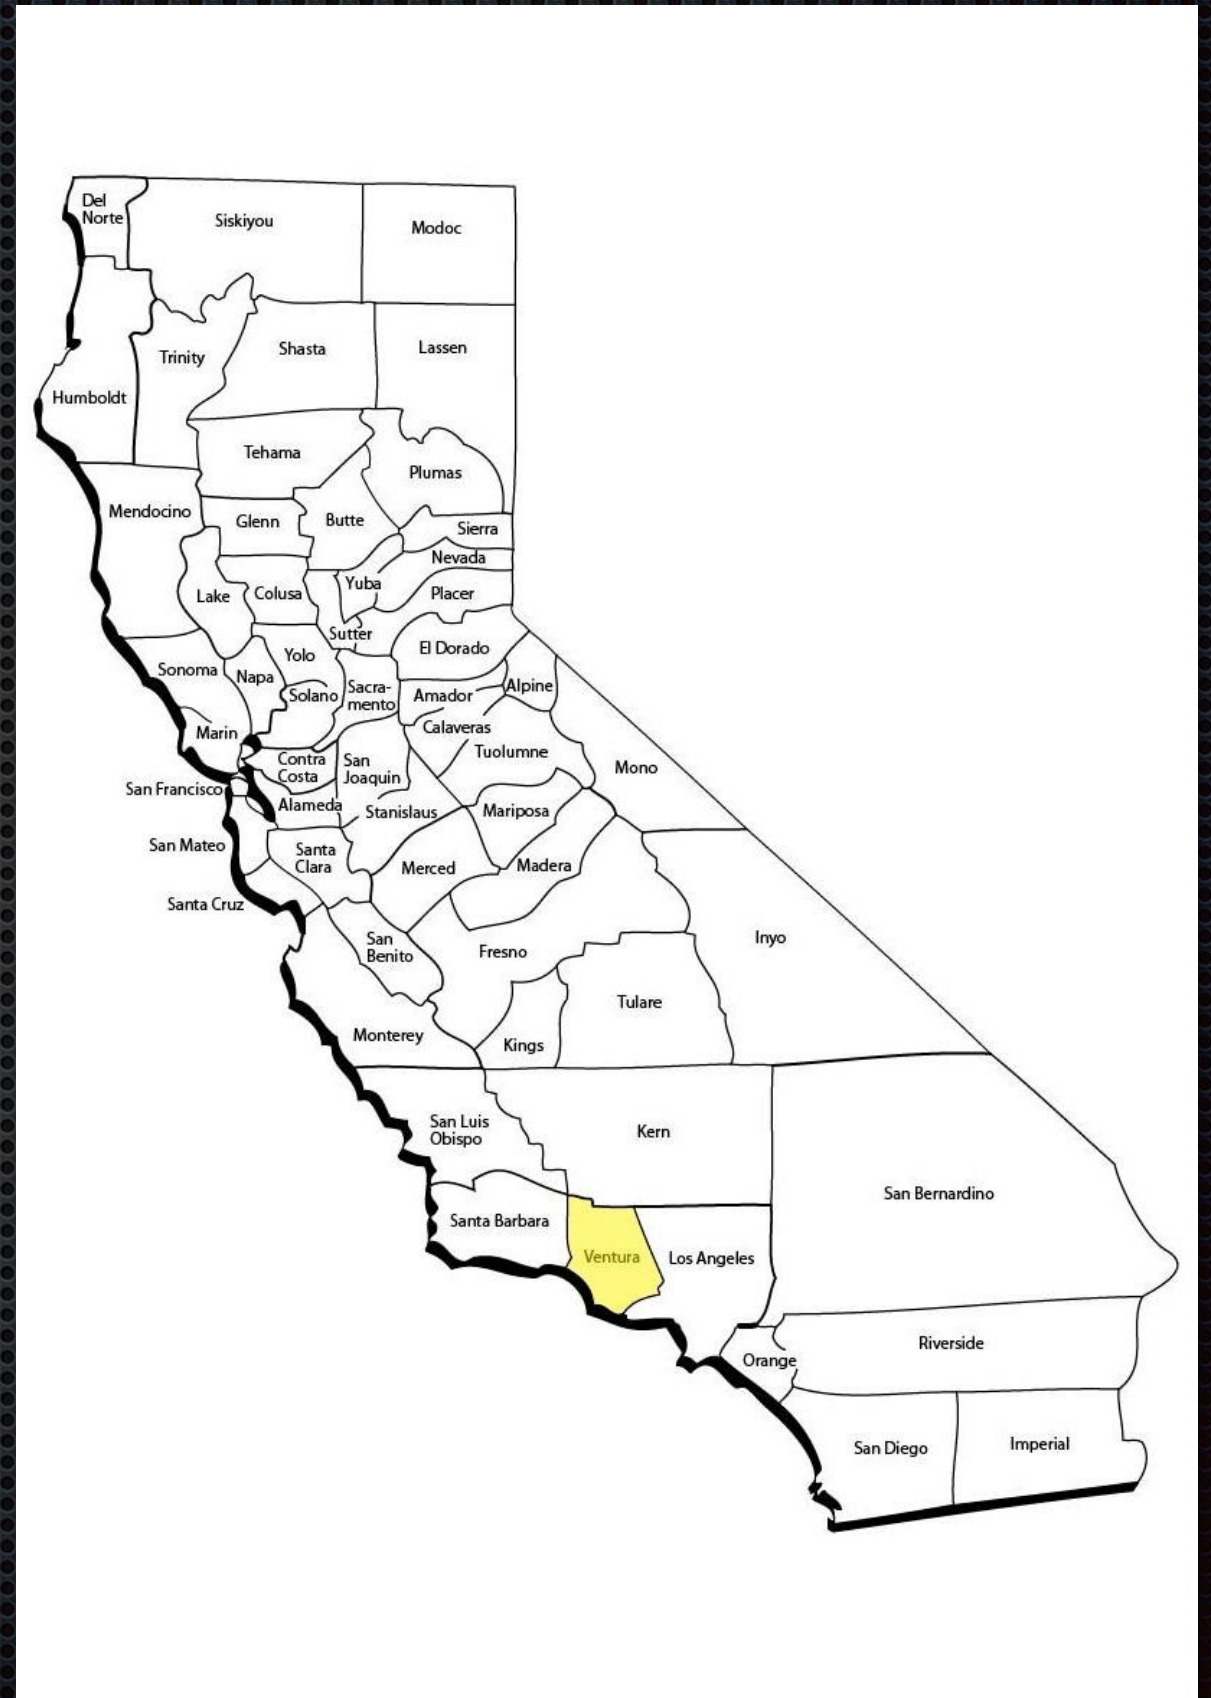 Del
Norte
Siskiyou
Modoc
Trinity
Shasta
Lassen
Humboldt
Tehama
Plumas
Mendocino
Glenn
Butte
Sierra
Nevada
Lake
Colusa
Yuba
Placer
Sutter
Sonoma
Napa
Yolo
El Dorado
Solano
Sacra-
mento
Amador
Alpine
Marin
Calaveras
Contra
Costa
San
Joaquin
Tuolumne
Mono
San Francisco
Alameda
Stanislaus
Mariposa
San Mateo
Santa
Clara
Merced
Madera
Santa Cruz
San
Benito
Fresno
Inyo
Monterey
Kings
Tulare
San Luis
Obispo
Kern
San Bernardino
Santa Barbara
Ventura
Los Angeles
Orange
Riverside
San Diego
Imperial